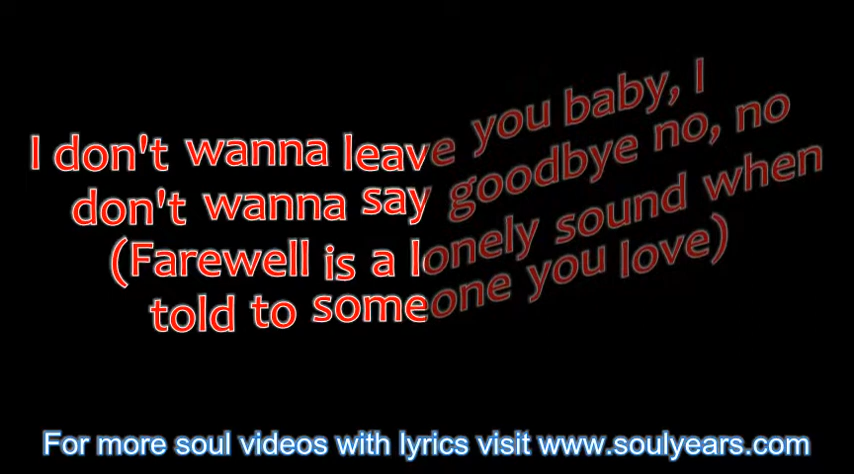 I don't wanna leave you baby, I
don't wanna say goodbye no, no
(Farewell is a lonely sound when
told to someone you love)
For more soul videos with lyrics visit www.soulyears.com